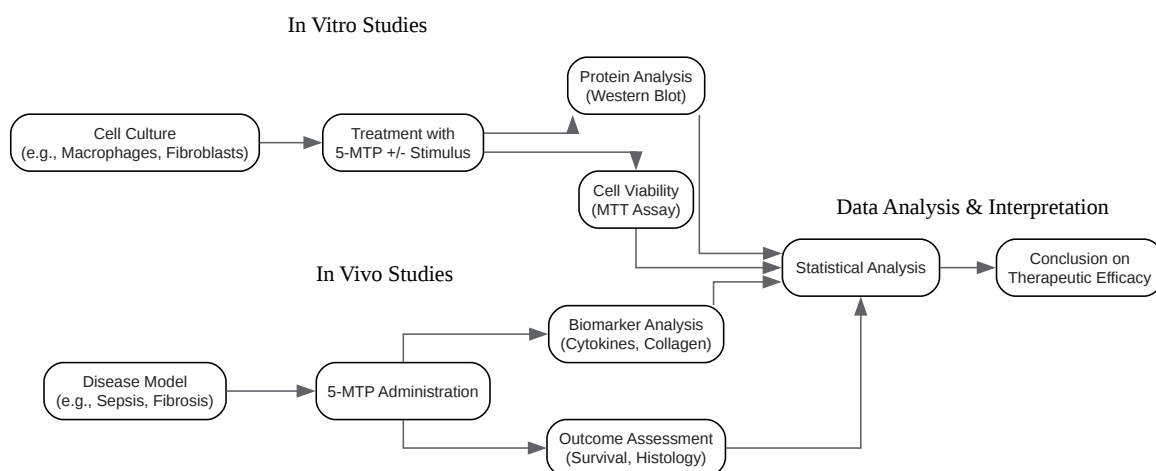 In Vitro Studies
Protein Analysis
(Western Blot)
Cell Culture
(e.g., Macrophages, Fibroblasts)
Treatment with
5-MTP +/- Stimulus
Cell Viability
(MTT Assay)
Data Analysis & Interpretation
Statistical Analysis
Conclusion on
Therapeutic Efficacy
In Vivo Studies
Biomarker Analysis
(Cytokines, Collagen)
Disease Model
(e.g., Sepsis, Fibrosis)
5-MTP Administration
Outcome Assessment
(Survival, Histology)